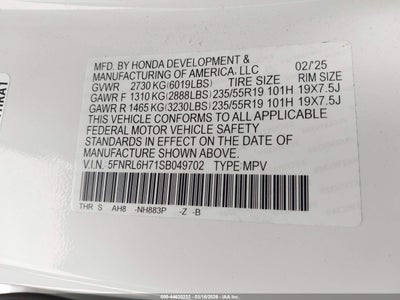 MFD. BY HONDA DEVELOPMENT & 02/'25
MANUFACTURING OF AMERICA, LLC TIRE SIZE RIM SIZE
GVWR 2730 KG (6019LBS)
GAWR F 1310 KG (2888LBS) 235/55R19 101H 19X7.5J
GAWR R 1465 KG (3230LBS) 235/55R19 101H 19X7.5J
THIS VEHICLE CONFORMS TO ALL APPLICABLE
FEDERAL MOTOR VEHICLE SAFETY
STANDARDS IN EFFECT ON THE DATE OF
MANUFACTURE SHOWN ABOVE.
V.I.N. 5FNRL6H71SB049702 TYPE MPV
THR S AH8 -NH883P -Z -B